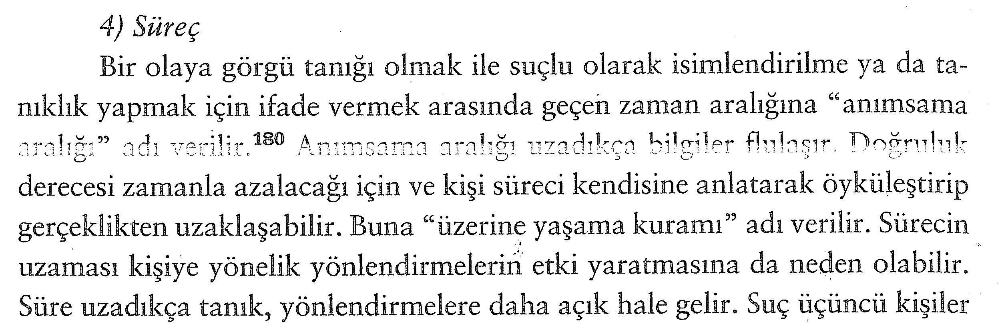 4) Süreç
Bir olaya görgü tanığı olmak ile suçlu olarak isimlendirilme ya da ta-
nıklık yapmak için ifade vermek arasında geçen zaman aralığına “anımsama
aralığı” adı verilir.180 Anımsama aralığı uzadıkça bilgiler flulaşır. Doğruluk
derecesi zamanla azalacağı için ve kişi süreci kendisine anlatarak öyküleştirip
gerçeklikten uzaklaşabilir. Buna “üzerine yaşama kuramı” adı verilir. Sürecin
uzaması kişiye yönelik yönlendirmelerin etki yaratmasına da neden olabilir.
Süre uzadıkça tanık, yönlendirmelere daha açık hale gelir. Suç üçüncü kişiler